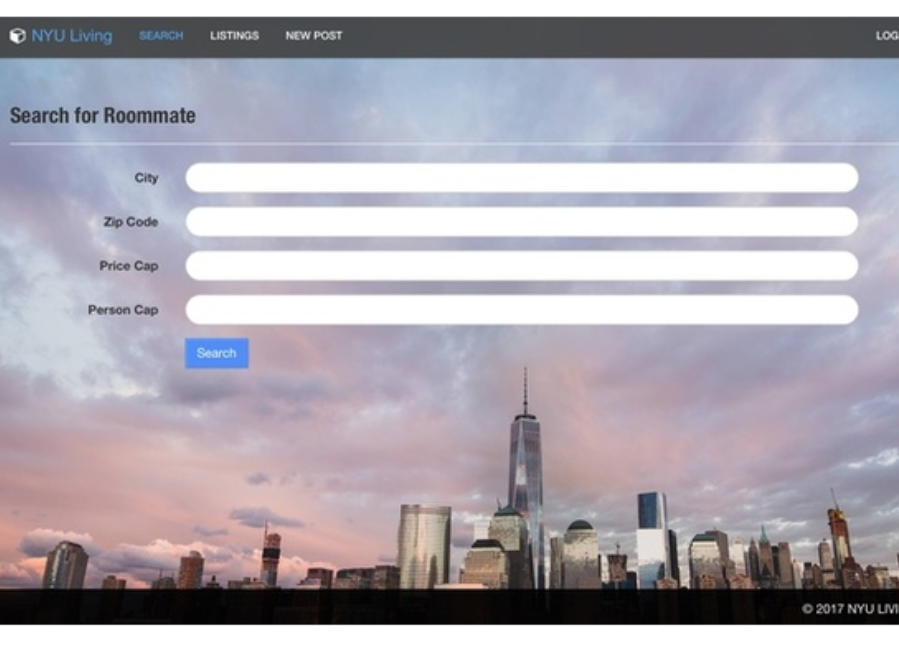 NYU Living SEARCH LISTINGS NEW POST LOG
Search for Roommate
City
Zip Code
Price Cap
Person Cap
Search
© 2017 NYU LIVI